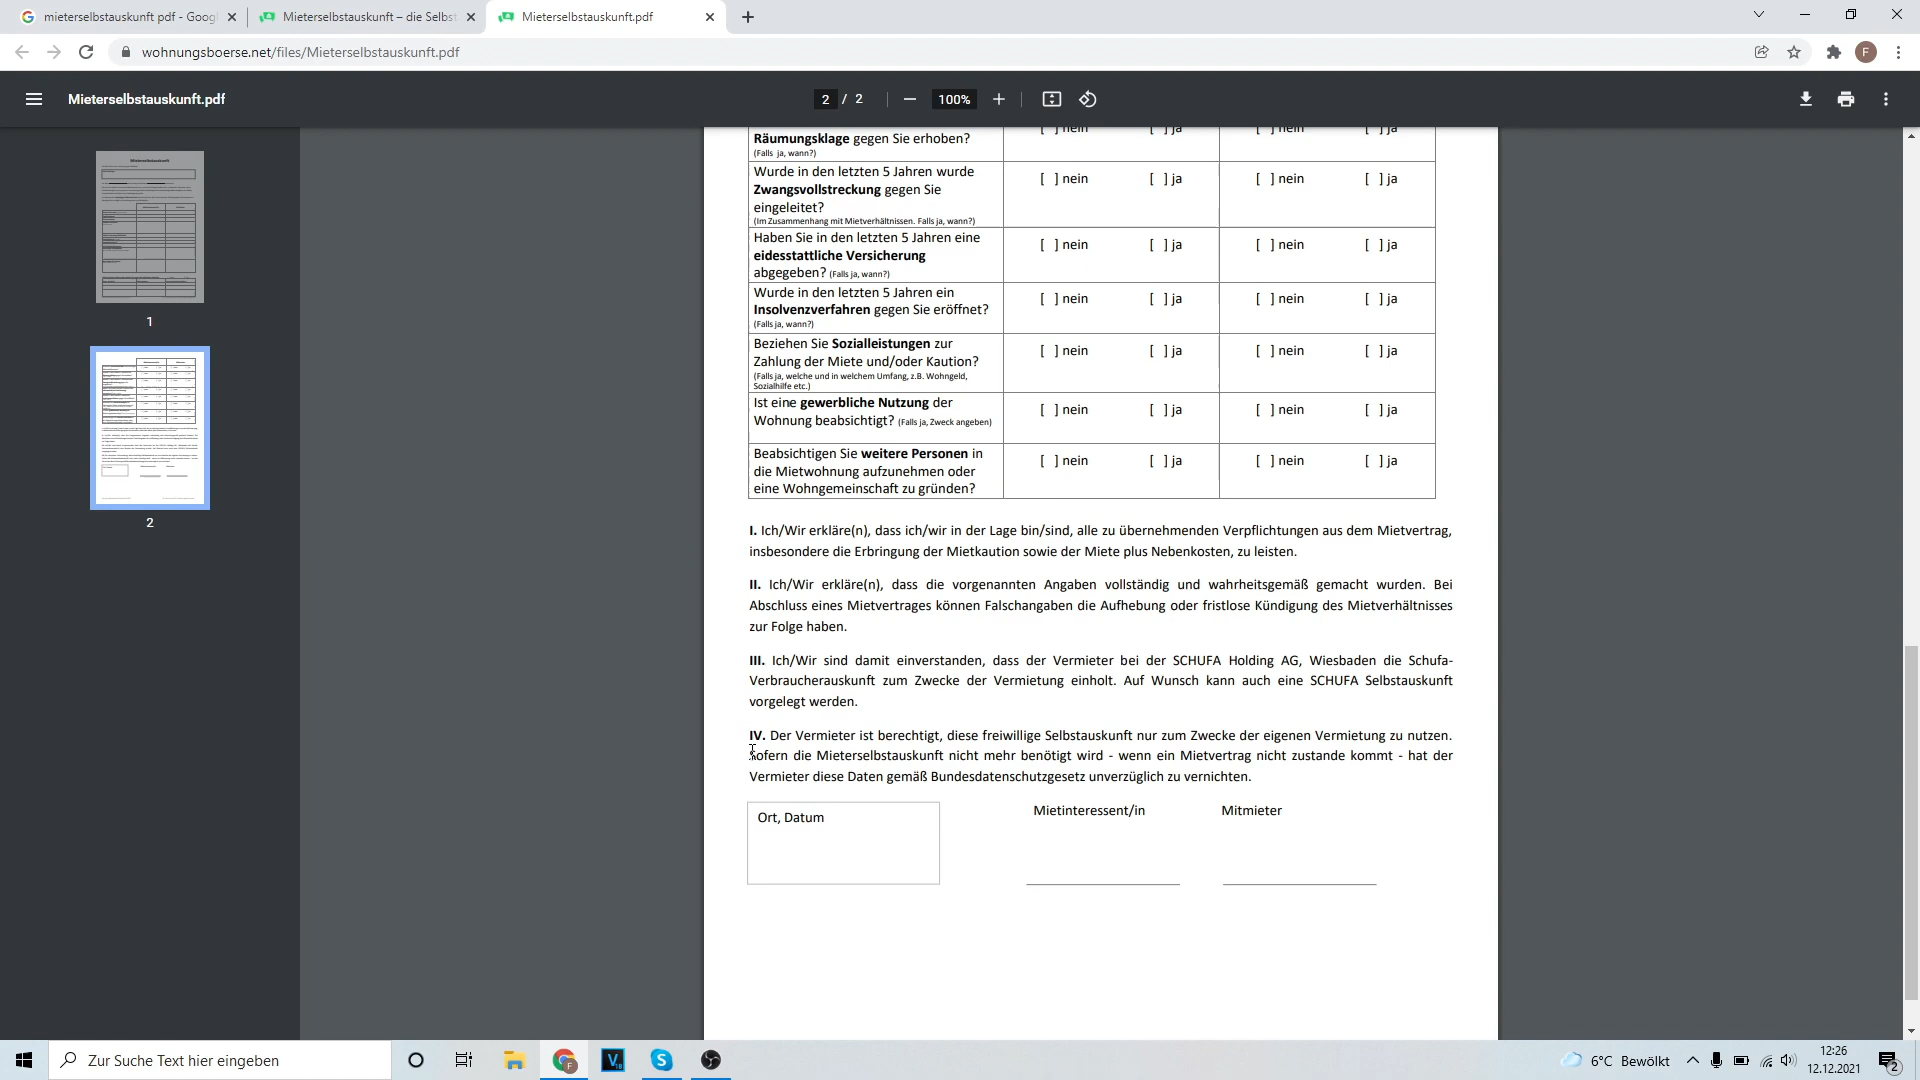 mieterselbstauskunft pdf - Goog
Mieterselbstauskunft – die Selbst
Mieterselbstauskunft.pdf
wohnungsboerse.net/files/Mieterselbstauskunft.pdf
F
Mieterselbstauskunft.pdf
2 / 2
100%
1
2
[ ] nein [ ] ja [ ] nein [ ] ja
Räumungsklage gegen Sie erhoben?
(Falls ja, wann?)
Wurde in den letzten 5 Jahren wurde
Zwangsvollstreckung gegen Sie
eingeleitet?
(Im Zusammenhang mit Mietverhältnissen. Falls ja, wann?)
[ ] nein [ ] ja [ ] nein [ ] ja
Haben Sie in den letzten 5 Jahren eine
eidesstattliche Versicherung
abgegeben? (Falls ja, wann?)
[ ] nein [ ] ja [ ] nein [ ] ja
Wurde in den letzten 5 Jahren ein
Insolvenzverfahren gegen Sie eröffnet?
(Falls ja, wann?)
[ ] nein [ ] ja [ ] nein [ ] ja
Beziehen Sie Sozialleistungen zur
Zahlung der Miete und/oder Kaution?
(Falls ja, welche und in welchem Umfang, z.B. Wohngeld,
Sozialhilfe etc.)
[ ] nein [ ] ja [ ] nein [ ] ja
Ist eine gewerbliche Nutzung der
Wohnung beabsichtigt? (Falls ja, Zweck angeben)
[ ] nein [ ] ja [ ] nein [ ] ja
Beabsichtigen Sie weitere Personen in
die Mietwohnung aufzunehmen oder
eine Wohngemeinschaft zu gründen?
[ ] nein [ ] ja [ ] nein [ ] ja
I. Ich/Wir erkläre(n), dass ich/wir in der Lage bin/sind, alle zu übernehmenden Verpflichtungen aus dem Mietvertrag,
insbesondere die Erbringung der Mietkaution sowie der Miete plus Nebenkosten, zu leisten.
II. Ich/Wir erkläre(n), dass die vorgenannten Angaben vollständig und wahrheitsgemäß gemacht wurden. Bei
Abschluss eines Mietvertrages können Falschangaben die Aufhebung oder fristlose Kündigung des Mietverhältnisses
zur Folge haben.
III. Ich/Wir sind damit einverstanden, dass der Vermieter bei der SCHUFA Holding AG, Wiesbaden die Schufa-
Verbraucherauskunft zum Zwecke der Vermietung einholt. Auf Wunsch kann auch eine SCHUFA Selbstauskunft
vorgelegt werden.
IV. Der Vermieter ist berechtigt, diese freiwillige Selbstauskunft nur zum Zwecke der eigenen Vermietung zu nutzen.
Sofern die Mieterselbstauskunft nicht mehr benötigt wird - wenn ein Mietvertrag nicht zustande kommt - hat der
Vermieter diese Daten gemäß Bundesdatenschutzgesetz unverzüglich zu vernichten.
Ort, Datum
Mietinteressent/in Mitmieter
Zur Suche Text hier eingeben
6°C Bewölkt
12:26
12.12.2021
2